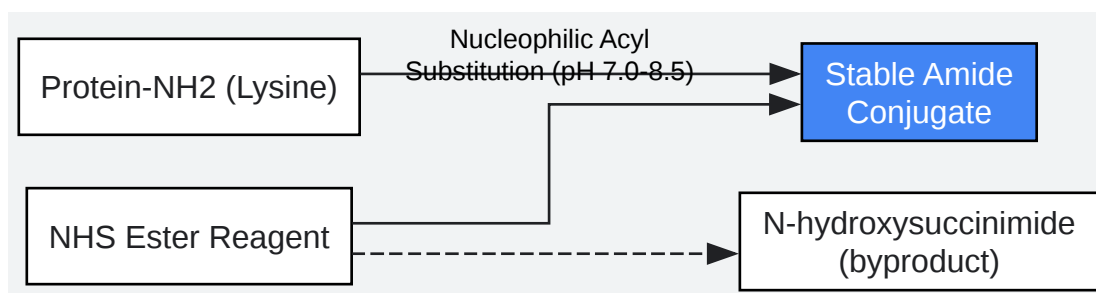 Protein-NH2 (Lysine)
Nucleophilic Acyl
Substitution (pH 7.0-8.5)
Stable Amide
Conjugate
NHS Ester Reagent
N-hydroxysuccinimide
(byproduct)